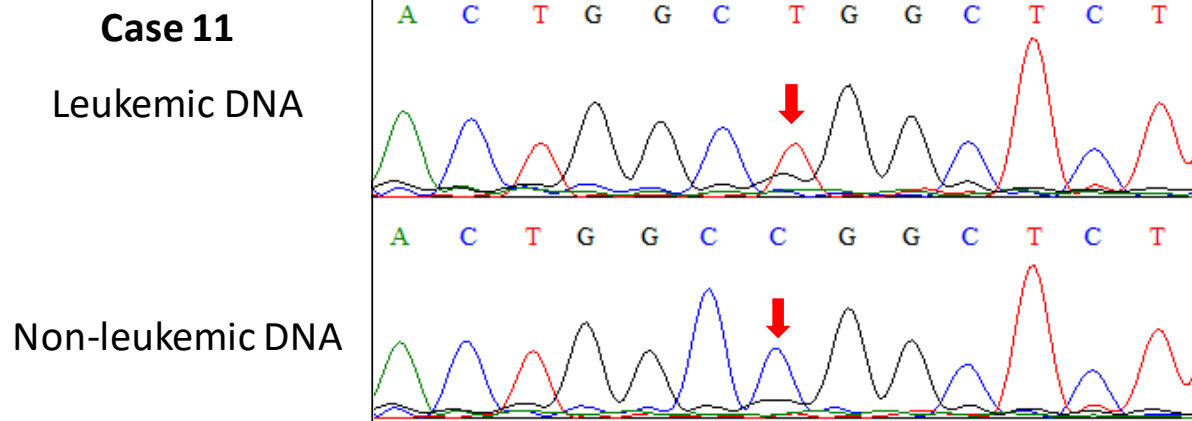 Case 11
Leukemic DNA
A C T G G C T G G C T C T
Non-leukemic DNA
A C T G G C C G G C T C T